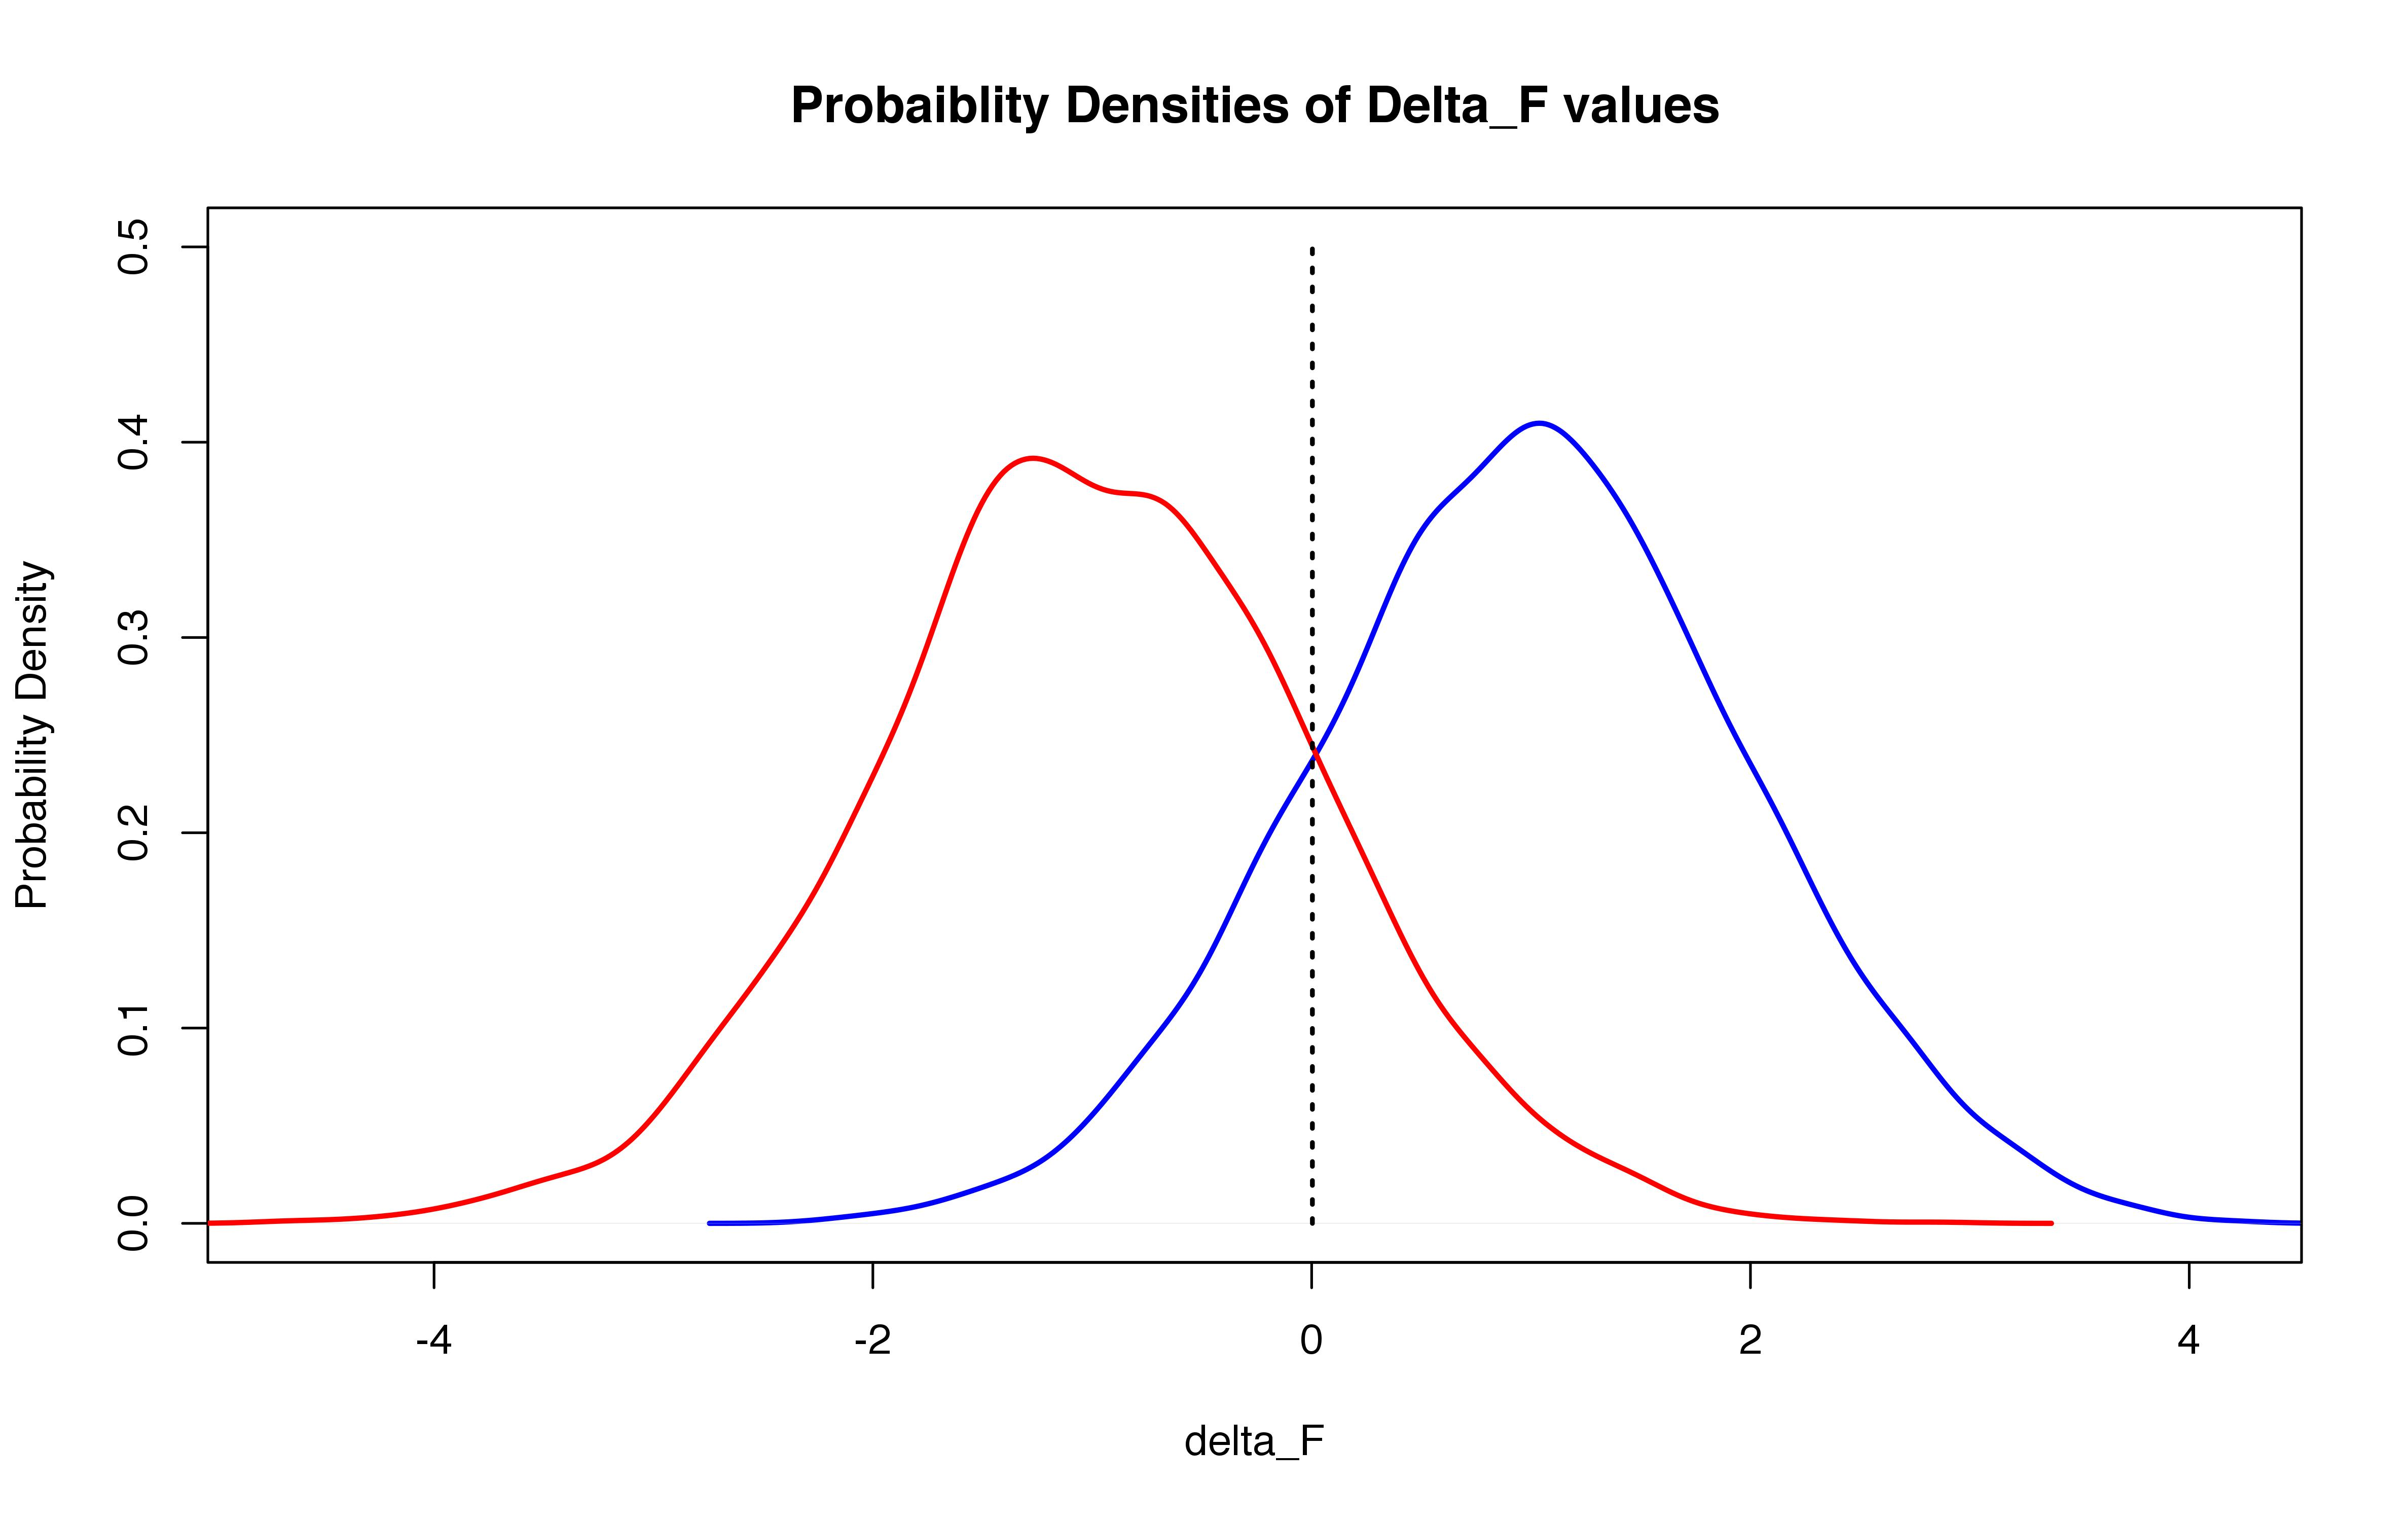 Probaiblity Densities of Delta_F values
Probability Density
0.5
0.4
0.3
0.2
0.1
0.0
-4 -2 0 2 4
delta_F